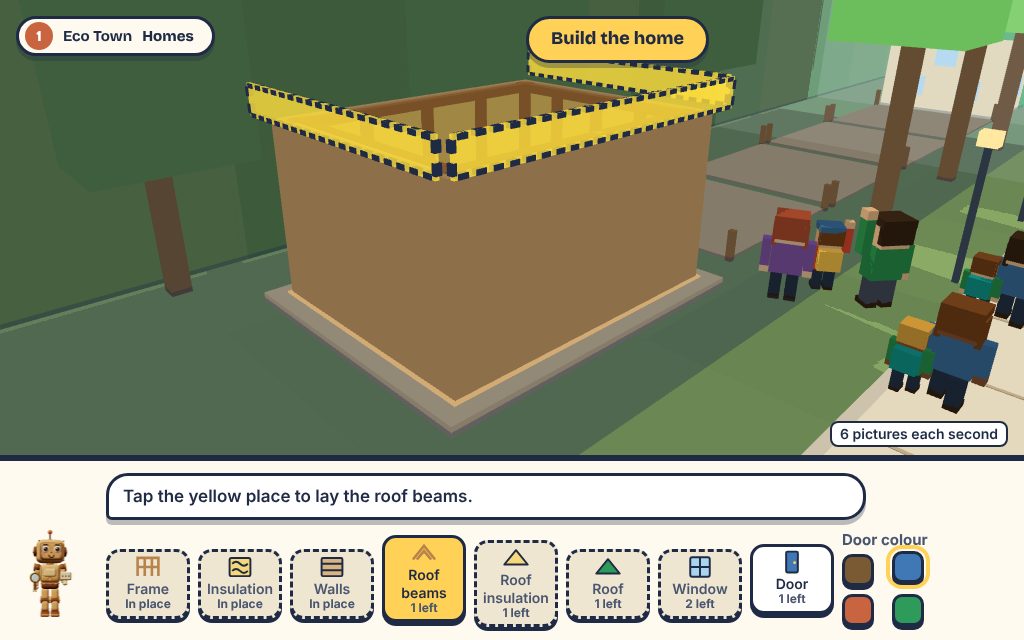 1 Eco Town Homes
Build the home
6 pictures each second
Tap the yellow place to lay the roof beams.
Frame
In place
Insulation
In place
Walls
In place
Roof
beams
1 left
Roof
insulation
1 left
Roof
1 left
Window
2 left
Door
1 left
Door colour